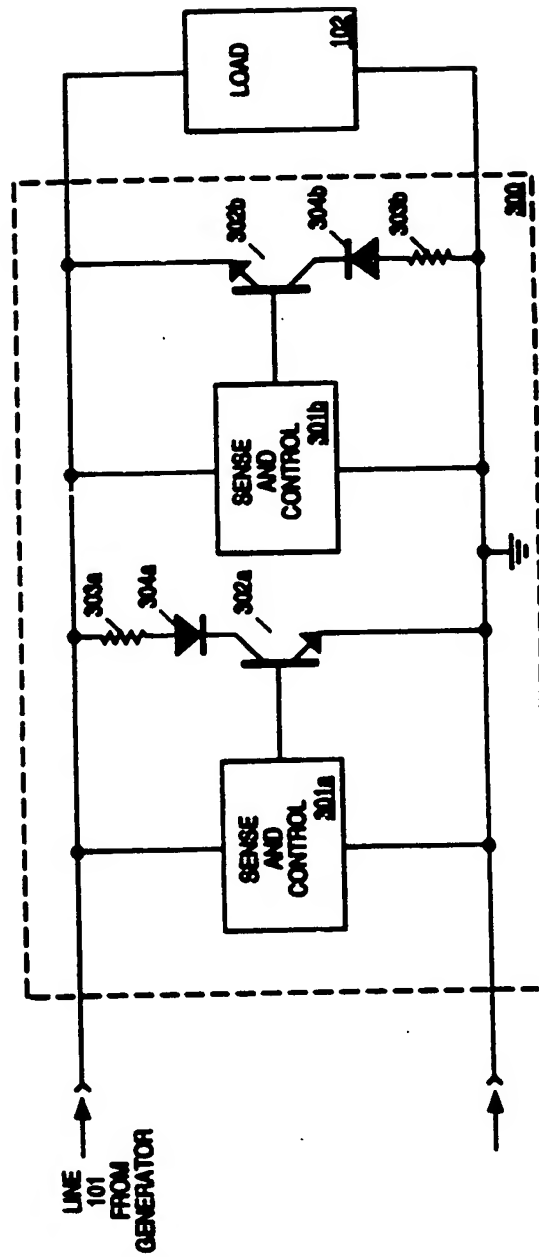 LINE
101
FROM
GENERATOR
SENSE
AND
CONTROL
301a
303a
304a
302a
SENSE
AND
CONTROL
301b
302b
304b
303b
300
LOAD
102